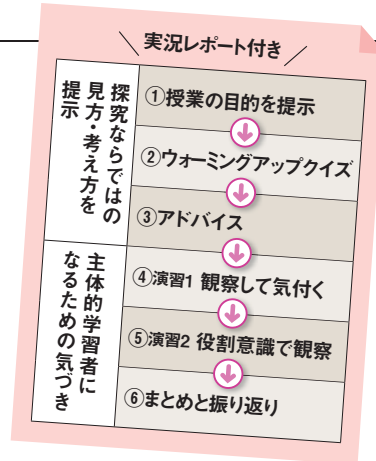 実況レポート付き
探究ならではの
見方・考え方を
提示
①授業の目的を提示
②ウォーミングアップクイズ
③アドバイス
主体的学習者に
なるための気づき
④演習1 観察して気付く
⑤演習2 役割意識で観察
⑥まとめと振り返り